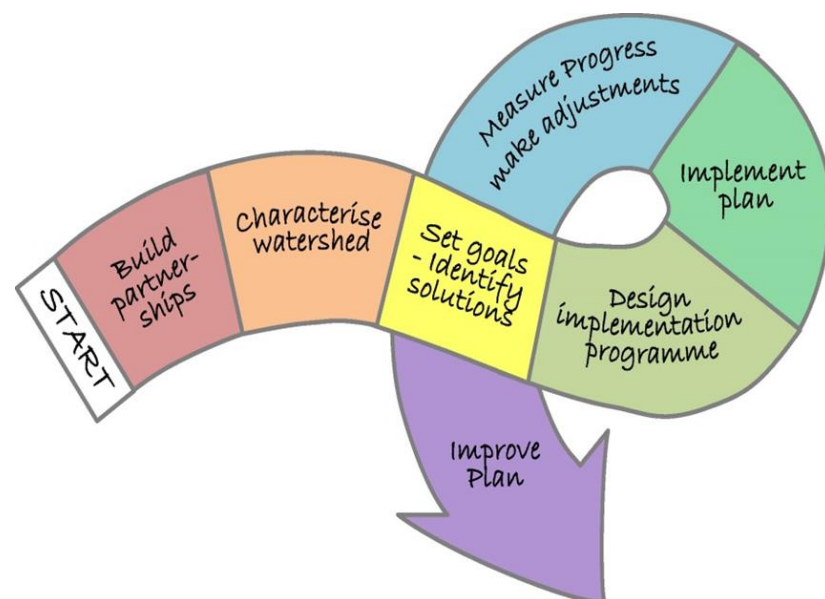 START
Build
partner-
ships
Characterise
watershed
Set goals
- Identify
solutions
Design
implementation
programme
Implement
plan
Measure Progress
make adjustments
Improve
Plan